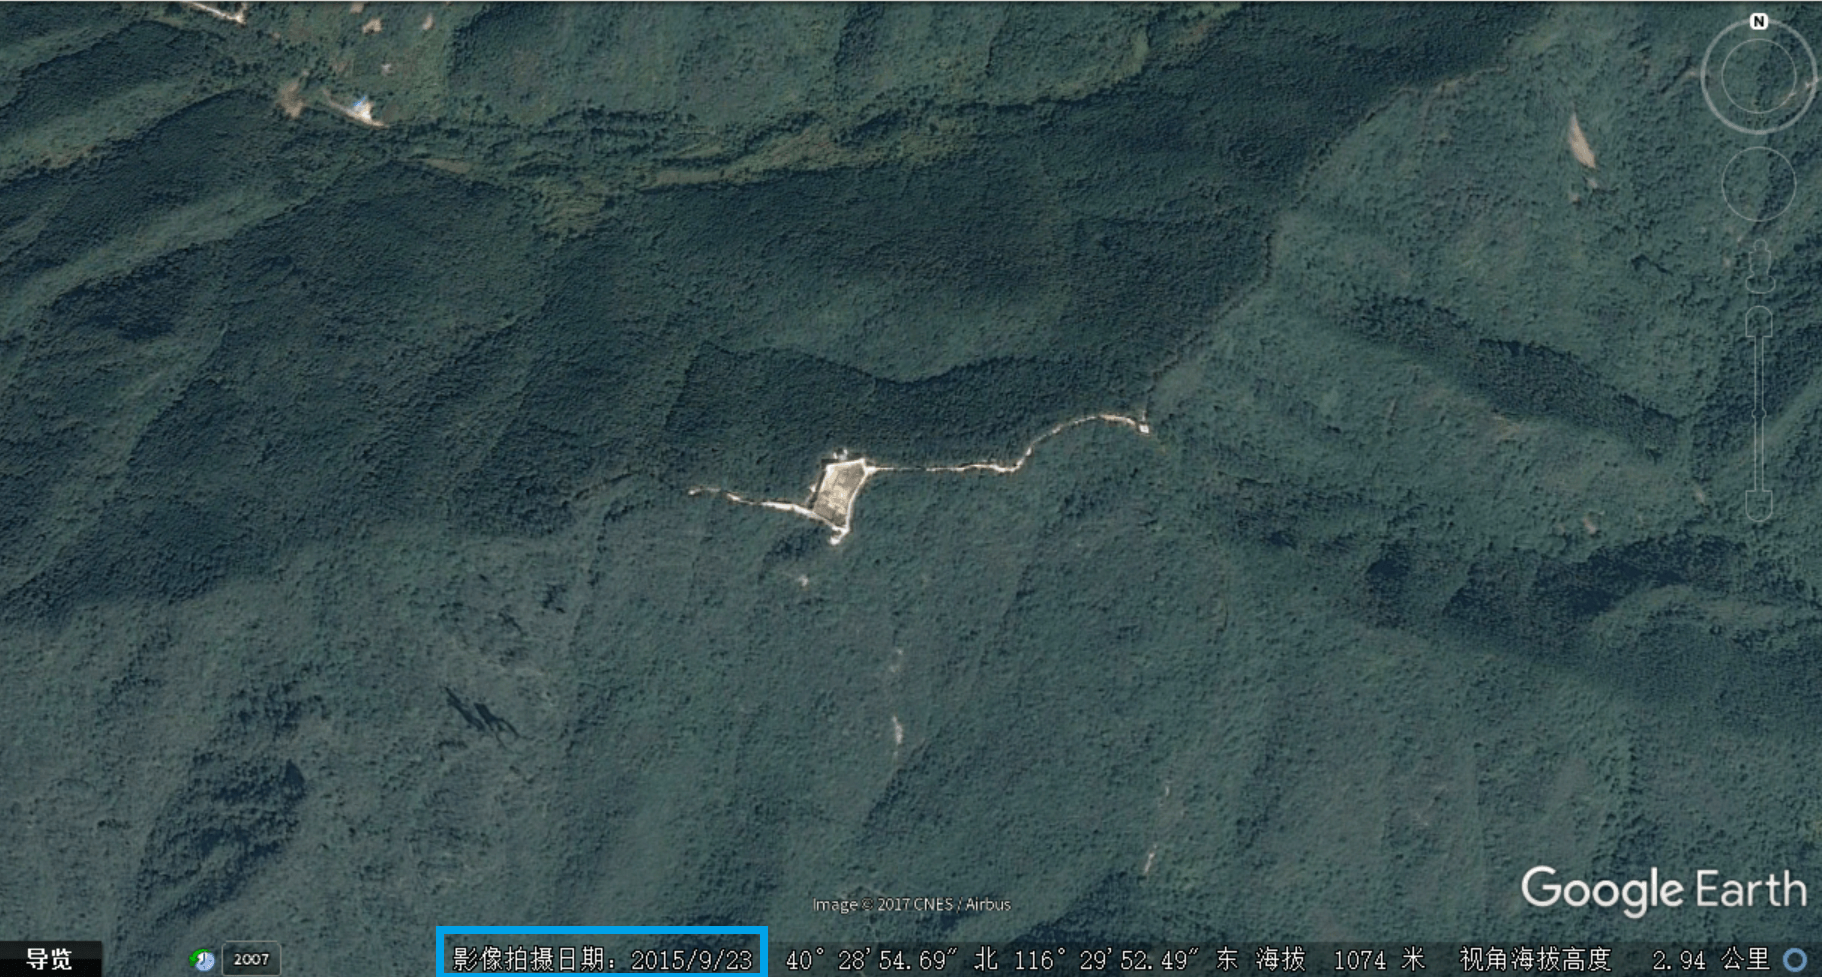 N
Google Earth
Image © 2017 CNES / Airbus
导览 2007 影像拍摄日期: 2015/9/23 40° 28′54.69″ 北 116° 29′52.49″ 东 海拔 1074 米 视角海拔高度 2.94 公里